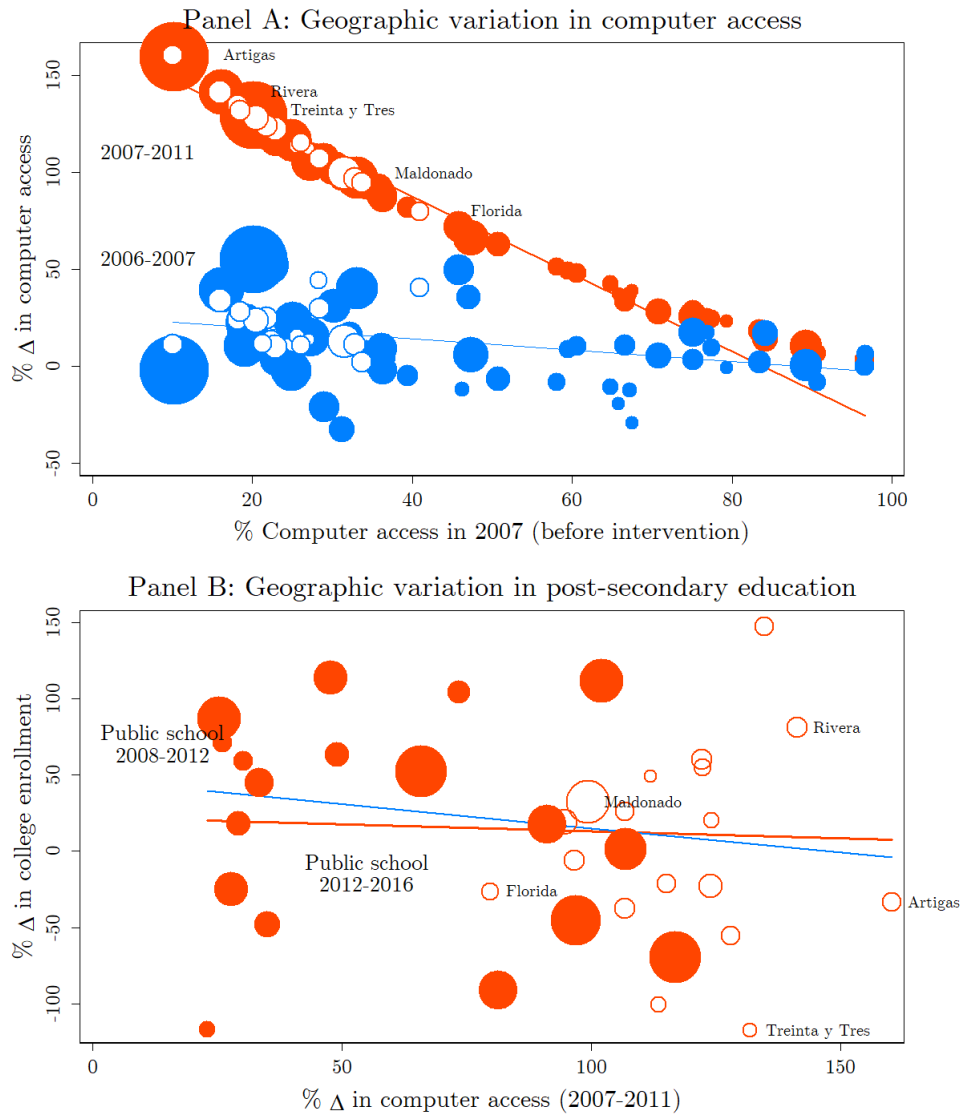 Panel A: Geographic variation in computer access
Artigas
Rivera
Treinta y Tres
2007-2011
Maldonado
Florida
2006-2007
% Δ in computer access
150
100
50
0
-50
0
20
40
60
80
100
% Computer access in 2007 (before intervention)
Panel B: Geographic variation in post-secondary education
Public school
2008-2012
Rivera
Maldonado
Public school
2012-2016
Florida
Artigas
Treinta y Tres
% Δ in college enrollment
150
100
50
0
-50
-100
0
50
100
150
% Δ in computer access (2007-2011)